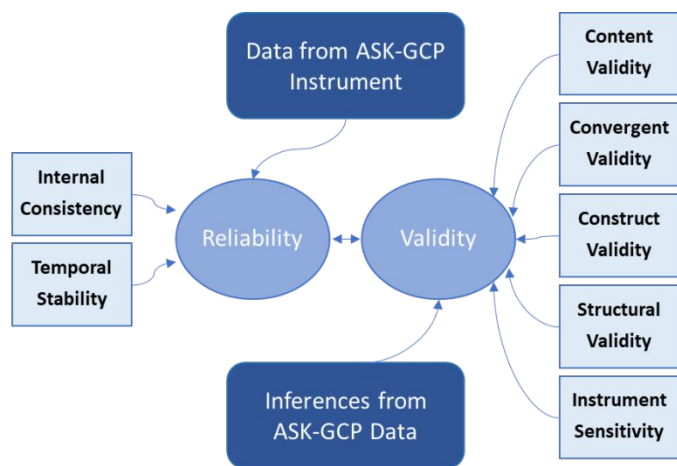 Data from ASK-GCP
Instrument
Content
Validity
Convergent
Validity
Internal
Consistency
Reliability
Validity
Construct
Validity
Temporal
Stability
Structural
Validity
Inferences from
ASK-GCP Data
Instrument
Sensitivity